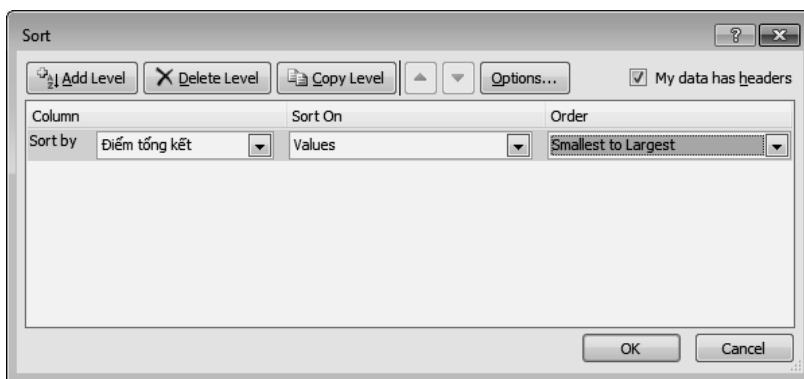 Sort
Add Level Delete Level Copy Level Options... My data has headers
Column Sort On Order
Sort by Điểm tổng kết Values Smallest to Largest
OK Cancel